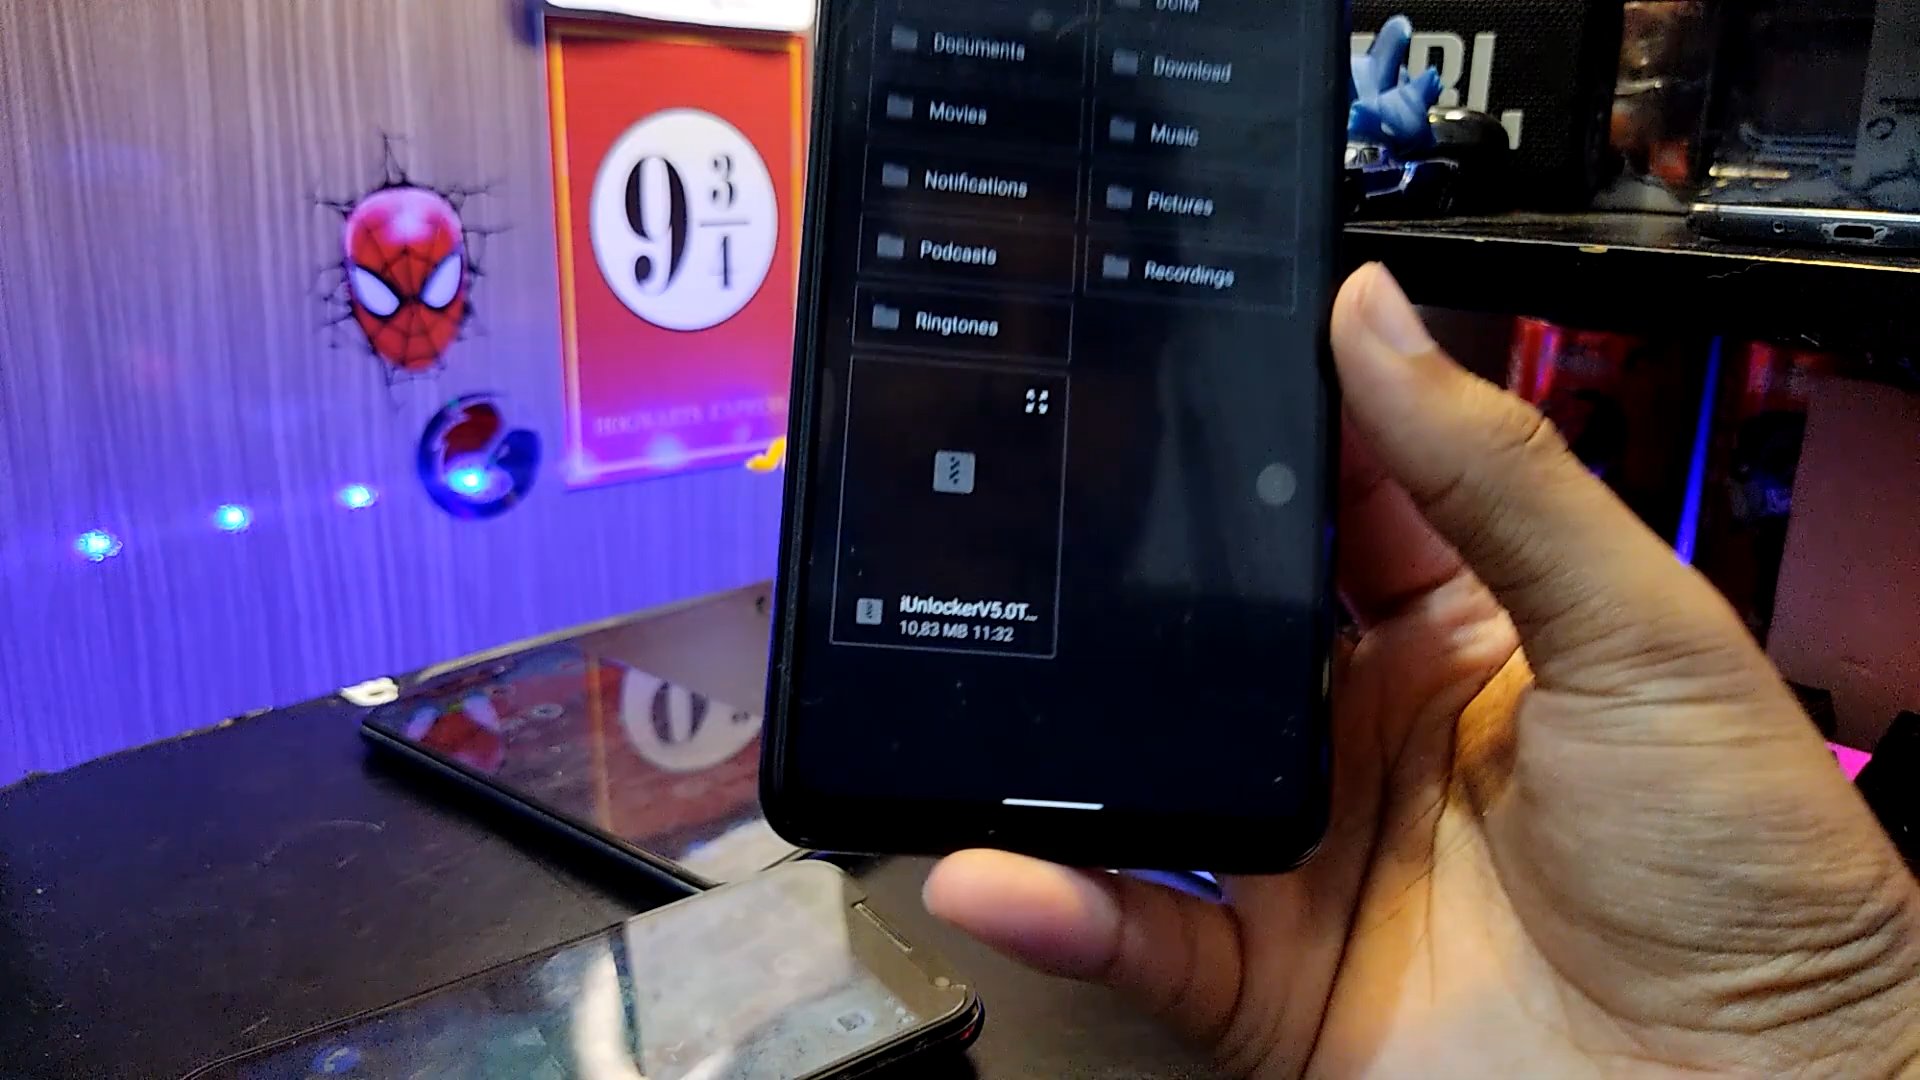 DCIM
Documents
Download
Movies
Music
Notifications
Pictures
Podcasts
Recordings
Ringtones
iUnlockerV5.0T...
10,83 MB 11:32
9 3/4